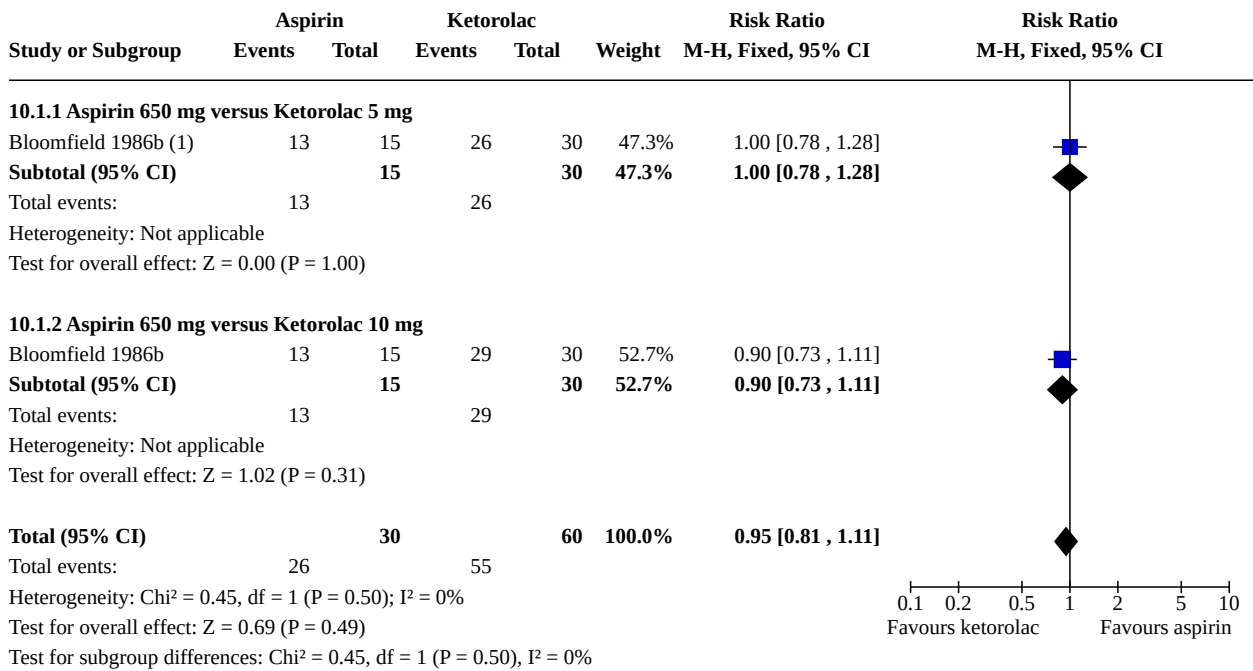 Aspirin Ketorolac Risk Ratio Risk Ratio
Study or Subgroup Events Total Events Total Weight M-H, Fixed, 95% CI M-H, Fixed, 95% CI
10.1.1 Aspirin 650 mg versus Ketorolac 5 mg
Bloomfield 1986b (1) 13 15 26 30 47.3% 1.00 [0.78 , 1.28]
Subtotal (95% CI) 15 30 47.3% 1.00 [0.78 , 1.28]
Total events: 13 26
Heterogeneity: Not applicable
Test for overall effect: Z = 0.00 (P = 1.00)
10.1.2 Aspirin 650 mg versus Ketorolac 10 mg
Bloomfield 1986b 13 15 29 30 52.7% 0.90 [0.73 , 1.11]
Subtotal (95% CI) 15 30 52.7% 0.90 [0.73 , 1.11]
Total events: 13 29
Heterogeneity: Not applicable
Test for overall effect: Z = 1.02 (P = 0.31)
Total (95% CI) 30 60 100.0% 0.95 [0.81 , 1.11]
Total events: 26 55
Heterogeneity: Chi² = 0.45, df = 1 (P = 0.50); I² = 0%
0.1 0.2 0.5 1 2 5 10
Test for overall effect: Z = 0.69 (P = 0.49)
Favours ketorolac Favours aspirin
Test for subgroup differences: Chi² = 0.45, df = 1 (P = 0.50), I² = 0%